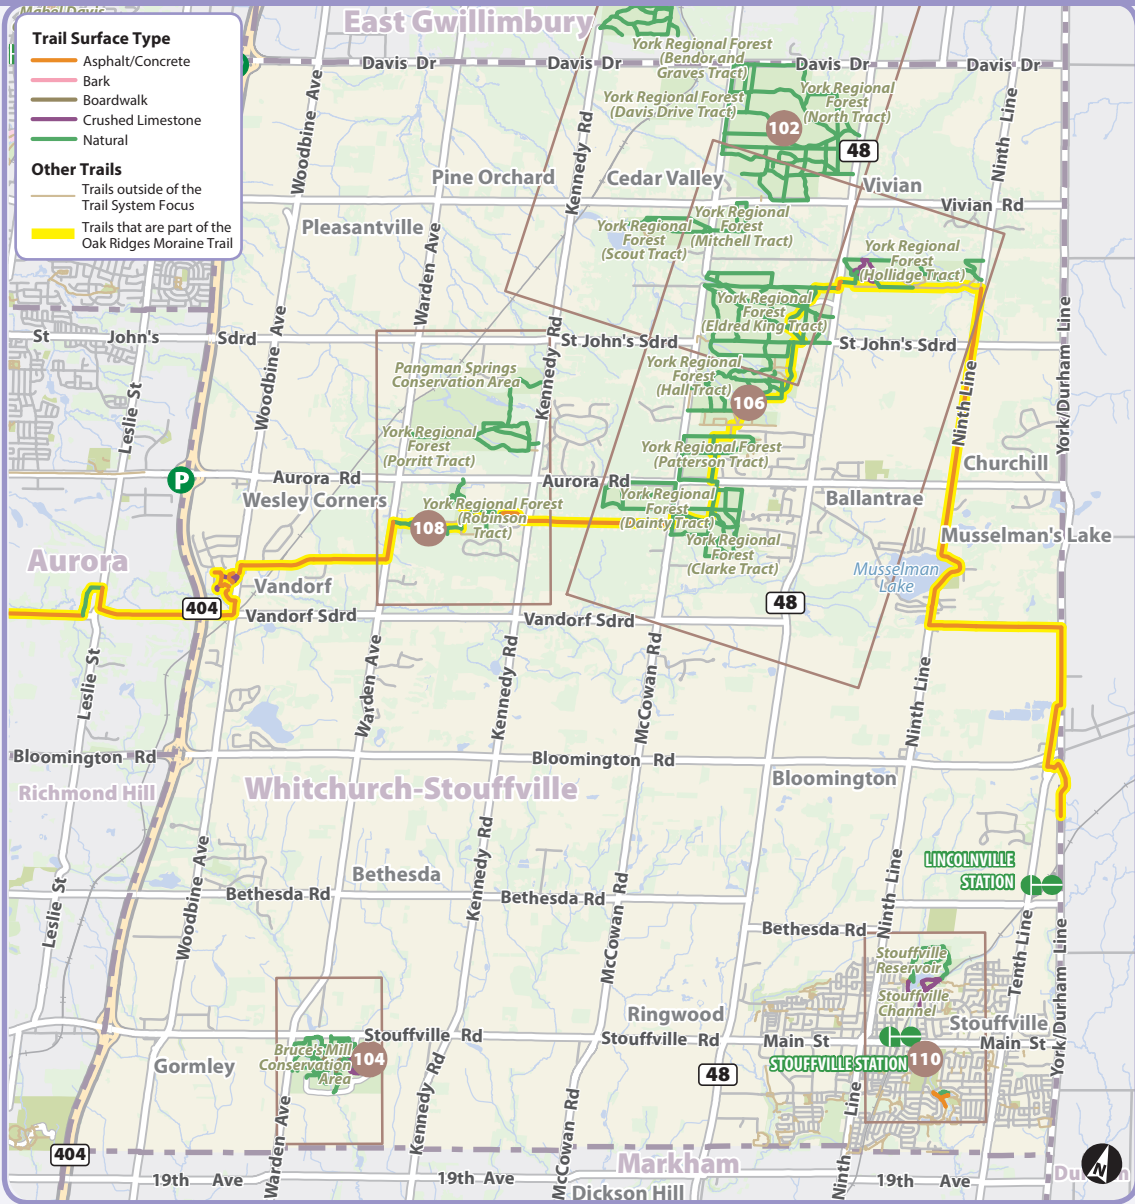 Mabel Davis
Trail Surface Type
Asphalt/Concrete
Bark
Boardwalk
Crushed Limestone
Natural
Other Trails
Trails outside of the
Trail System Focus
Trails that are part of the
Oak Ridges Moraine Trail
East Gwillimbury
York Regional Forest
(Bendor and
Graves Tract)
Davis Dr
Davis Dr
Davis Dr
Davis Dr
York Regional Forest
(Davis Drive Tract)
York Regional
Forest
(North Tract)
102
48
Woodbine Ave
Kennedy Rd
Ninth Line
Pine Orchard
Cedar Valley
Vivian
Vivian Rd
Pleasantville
York Regional
Forest
(Scout Tract)
York Regional
Forest
(Mitchell Tract)
York Regional
Forest
(Hollidge Tract)
Warden Ave
York Regional
Forest
(Eldred King Tract)
St John's Sdrd
St John's Sdrd
St John's Sdrd
Woodbine Ave
Kennedy Rd
York/Durham Line
Pangman Springs
Conservation Area
York Regional
Forest
(Hall Tract)
106
Leslie St
Ninth Line
York Regional
Forest
(Porritt Tract)
York Regional Forest
(Patterson Tract)
P
Aurora Rd
Aurora Rd
Churchill
Wesley Corners
Ballantrae
York Regional Forest
(Robinson
Tract)
108
York Regional
Forest
(Dainty Tract)
York Regional
Forest
(Clarke Tract)
Musselman's Lake
Musselman
Lake
Aurora
Vandorf
404
Vandorf Sdrd
Vandorf Sdrd
48
Leslie St
Warden Ave
Kennedy Rd
McCowan Rd
Ninth Line
Bloomington Rd
Bloomington Rd
Bloomington
Richmond Hill
Whitchurch-Stouffville
Woodbine Ave
Kennedy Rd
McCowan Rd
Ninth Line
LINCOLNVILLE
STATION
Bethesda
Bethesda Rd
Bethesda Rd
Bethesda Rd
Leslie St
Tenth Line
York/Durham Line
Stouffville
Reservoir
Stouffville
Channel
Ringwood
Stouffville
Stouffville Rd
Stouffville Rd
Main St
Main St
Gormley
Bruce's Mill
Conservation
Area
104
STOUFFVILLE STATION
110
48
Warden Ave
Kennedy Rd
McCowan Rd
Ninth Line
404
Markham
19th Ave
19th Ave
19th Ave
Dickson Hill
N